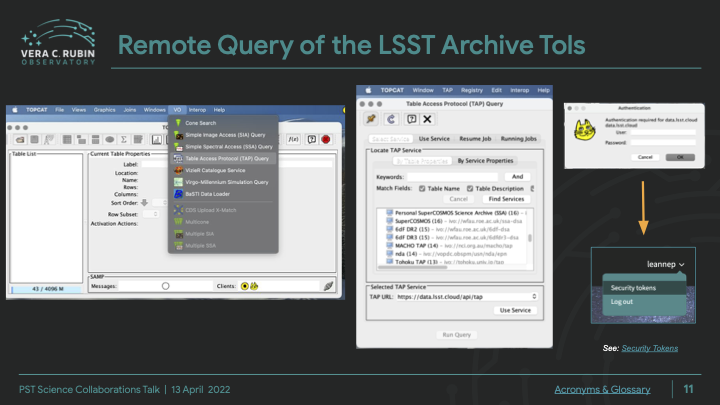 VERA C. RUBIN
OBSERVATORY
Remote Query of the LSST Archive Tols
TOPCAT File Views Graphics Joins Windows VO Interop Help
Table List
Current Table Properties
Label:
Location:
Name:
Rows:
Columns:
Sort Order:
Row Subset:
Activation Actions:
Cone Search
Simple Image Access (SIA) Query
Simple Spectral Access (SSA) Query
Table Access Protocol (TAP) Query
VizieR Catalogue Service
Virgo-Millennium Simulation Query
BaSTI Data Loader
CDS Upload X-Match
Multicone
Multiple SIA
Multiple SSA
f(x)
SAMP
43 / 4096 M
Messages:
Clients:
TOPCAT Window TAP Registry Edit Interop Help
Table Access Protocol (TAP) Query
Select Service Use Service Resume Job Running Jobs
Locate TAP Service
By Table Properties By Service Properties
Keywords: And
Match Fields: Table Name Table Description
Cancel Find Services
Personal SuperCOSMOS Science Archive (SSA) (16)
SuperCOSMOS (16) - ivo://wfau.roe.ac.uk/ssa-dsa
6dF DR2 (15) - ivo://wfau.roe.ac.uk/6df-dsa
6dF DR3 (15) - ivo://wfau.roe.ac.uk/6dfdr3-dsa
MACHO TAP (14) - ivo://nci.org.au/macho/tap
nda (14) - ivo://vopdc.obspm/usn/nda/epn
Tohoku TAP (13)
Selected TAP Service
TAP URL: https://data.lsst.cloud/api/tap
Use Service
Run Query
Authentication
Authentication required for data.lsst.cloud
data.lsst.cloud
User:
Password:
Cancel OK
leannep
Security tokens
Log out
See: Security Tokens
PST Science Collaborations Talk | 13 April 2022
Acronyms & Glossary
11